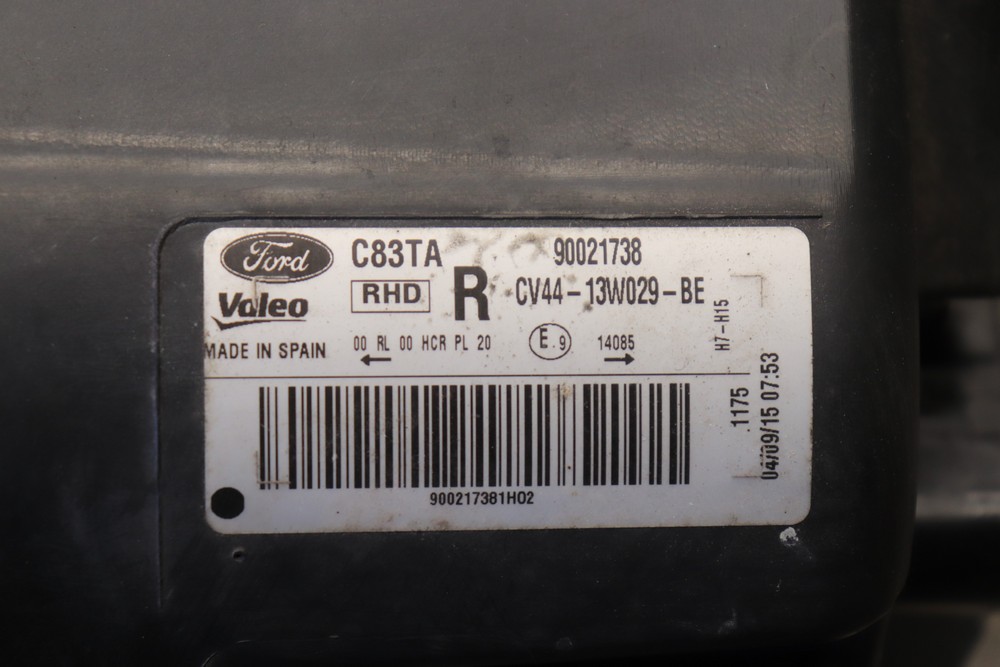 Ford C83TA 90021738
Valeo RHD R CV44-13W029-BE
MADE IN SPAIN 00 RL 00 HCR PL 20 E.9 14085
H7-H15
.1175
04/09/15 07:53
900217381H02